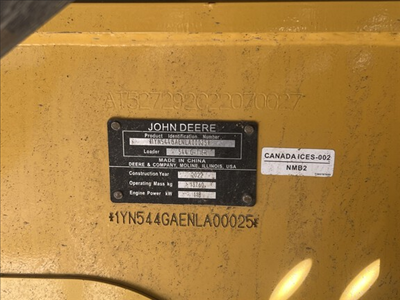 AT527292022070027
JOHN DEERE
Product Identification Number
Loader
MADE IN CHINA
DEERE & COMPANY, MOLINE, ILLINOIS, USA
Construction Year
Operating Mass kg
Engine Power kW
CANADA ICES-002
NMB2
*1YN544GAENLA00025*